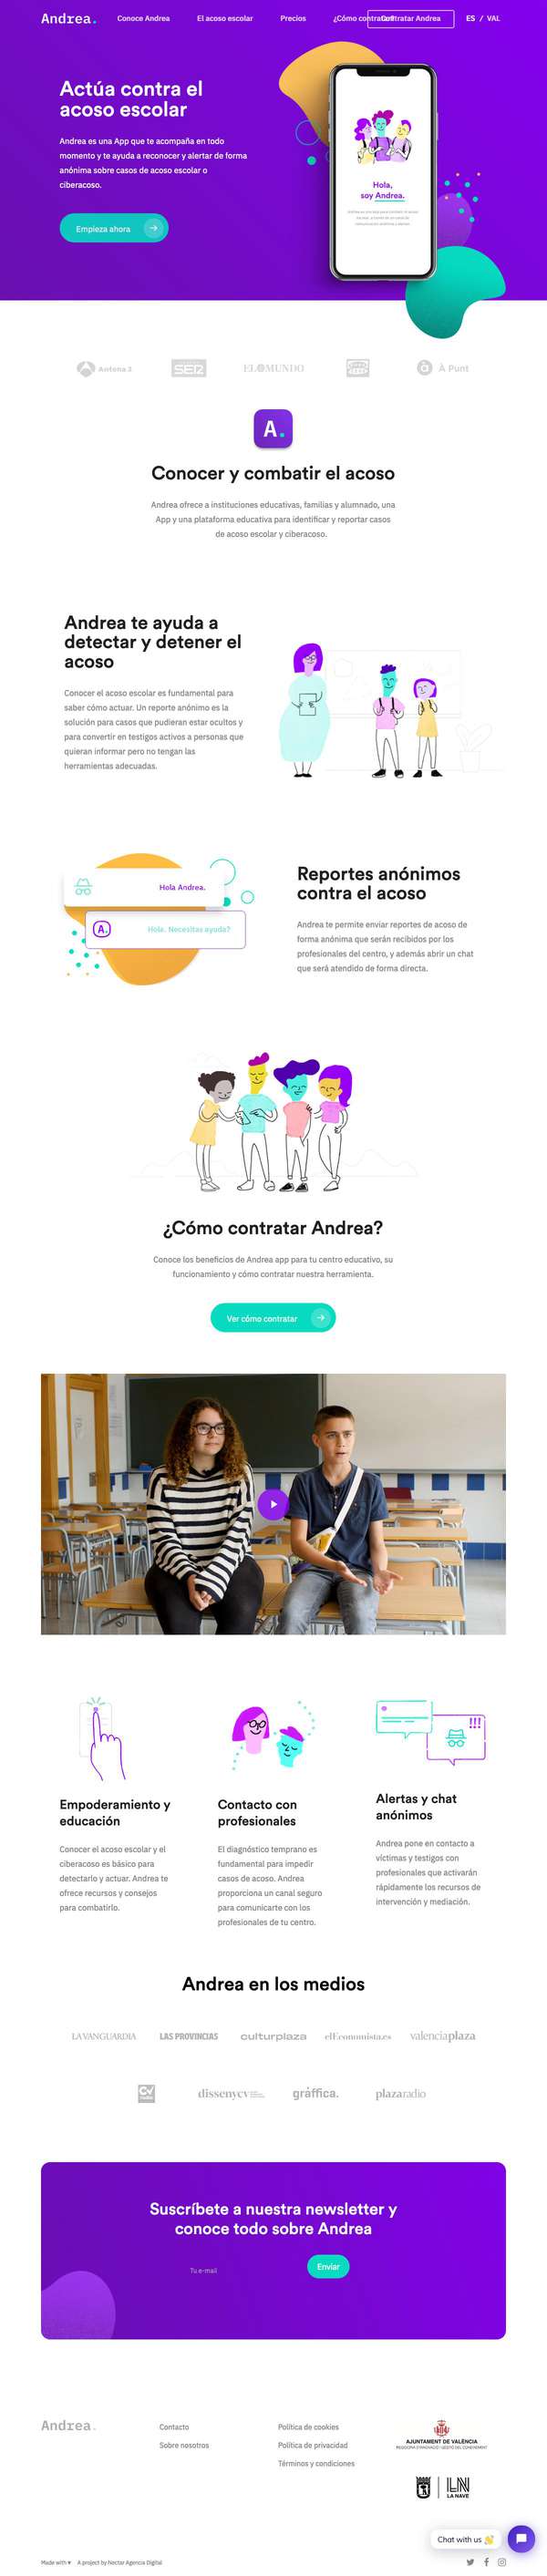 Andrea.
Conoce Andrea
El acoso escolar
Precios
¿Cómo contratar?
Contratar Andrea
ES / VAL
Actúa contra el
acoso escolar
Andrea es una App que te acompaña en todo
momento y te ayuda a reconocer y alertar de forma
anónima sobre casos de acoso escolar o
ciberacoso.
Empieza ahora
Hola,
soy Andrea.
Antena 3
SER
EL MUNDO
À Punt
A.
Conocer y combatir el acoso
Andrea ofrece a instituciones educativas, familias y alumnado, una
App y una plataforma educativa para identificar y reportar casos
de acoso escolar y ciberacoso.
Andrea te ayuda a
detectar y detener el
acoso
Conocer el acoso escolar es fundamental para
saber cómo actuar. Un reporte anónimo es la
solución para casos que pudieran estar ocultos y
para convertir en testigos activos a personas que
quieran informar pero no tengan las
herramientas adecuadas.
Hola Andrea.
A.
Hola. Necesitas ayuda?
Reportes anónimos
contra el acoso
Andrea te permite enviar reportes de acoso de
forma anónima que serán recibidos por los
profesionales del centro, y además abrir un chat
que será atendido de forma directa.
¿Cómo contratar Andrea?
Conoce los beneficios de Andrea app para tu centro educativo, su
funcionamiento y cómo contratar nuestra herramienta.
Ver cómo contratar
Empoderamiento y
educación
Conocer el acoso escolar y el
ciberacoso es básico para
detectarlo y actuar. Andrea te
ofrece recursos y consejos
para combatirlo.
Contacto con
profesionales
El diagnóstico temprano es
fundamental para impedir
casos de acoso. Andrea
proporciona un canal seguro
para comunicarte con los
profesionales de tu centro.
!!!
Alertas y chat
anónimos
Andrea pone en contacto a
víctimas y testigos con
profesionales que activarán
rápidamente los recursos de
intervención y mediación.
Andrea en los medios
LA VANGUARDIA
LAS PROVINCIAS
culturplaza
elEconomista.es
valenciaplaza
CV
dissenycv
gràffica.
plazaradio
Suscríbete a nuestra newsletter y
conoce todo sobre Andrea
Tu e-mail
Enviar
Andrea.
Contacto
Sobre nosotros
Política de cookies
Política de privacidad
Términos y condiciones
AJUNTAMENT DE VALÈNCIA
LN
LA NAVE
Chat with us 👋
Made with ♥
A project by Nectar Agencia Digital